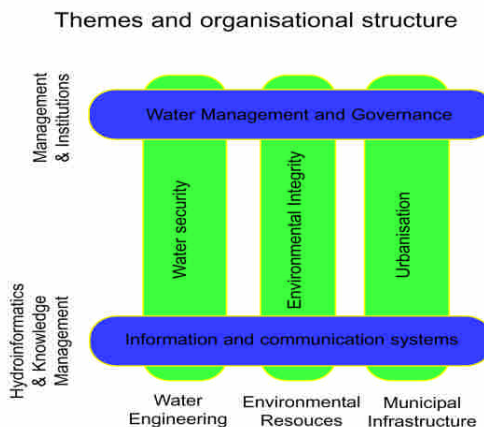 Themes and organisational structure
Management
& Institutions
Water Management and Governance
Water security
Environmental Integrity
Urbanisation
Hydroinformatics
& Knowledge
Management
Information and communication systems
Water
Engineering
Environmental
Resouces
Municipal
Infrastructure